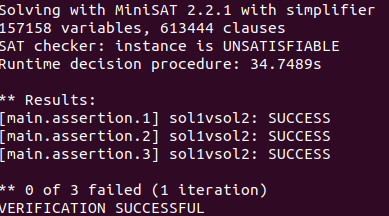 Solving with MiniSAT 2.2.1 with simplifier
157158 variables, 613444 clauses
SAT checker: instance is UNSATISFIABLE
Runtime decision procedure: 34.7489s
** Results:
[main.assertion.1] sol1vsol2: SUCCESS
[main.assertion.2] sol1vsol2: SUCCESS
[main.assertion.3] sol1vsol2: SUCCESS
** 0 of 3 failed (1 iteration)
VERIFICATION SUCCESSFUL